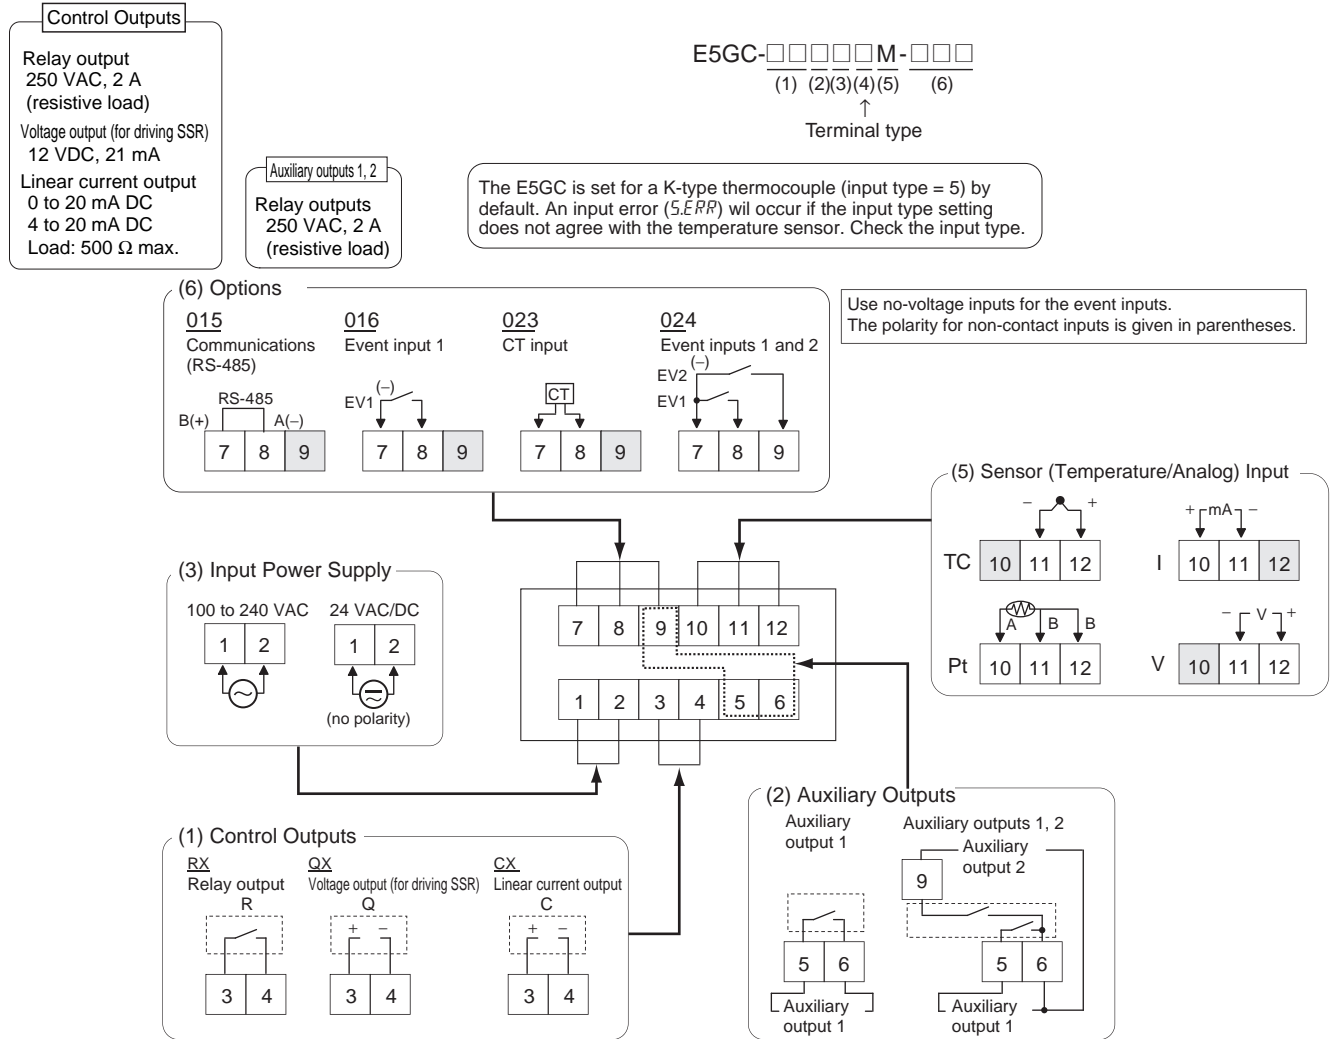 Control Outputs
Relay output
250 VAC, 2 A
(resistive load)
Voltage output (for driving SSR)
12 VDC, 21 mA
Linear current output
0 to 20 mA DC
4 to 20 mA DC
Load: 500 Ω max.
Auxiliary outputs 1, 2
Relay outputs
250 VAC, 2 A
(resistive load)
E5GC-□□□□□M-□□□
(1) (2)(3)(4)(5) (6)
↑
Terminal type
The E5GC is set for a K-type thermocouple (input type = 5) by
default. An input error (S.ERR) wil occur if the input type setting
does not agree with the temperature sensor. Check the input type.
(6) Options
015
Communications
(RS-485)
RS-485
B(+) A(−)
7 8 9
016
Event input 1
(−)
EV1
7 8 9
023
CT input
CT
7 8 9
024
Event inputs 1 and 2
(−)
EV2
EV1
7 8 9
Use no-voltage inputs for the event inputs.
The polarity for non-contact inputs is given in parentheses.
(5) Sensor (Temperature/Analog) Input
− +
TC 10 11 12
+ mA −
I 10 11 12
A B B
Pt 10 11 12
− V +
V 10 11 12
(3) Input Power Supply
100 to 240 VAC
1 2
24 VAC/DC
1 2
(no polarity)
7 8 9 10 11 12
1 2 3 4 5 6
(1) Control Outputs
RX
Relay output
R
3 4
QX
Voltage output (for driving SSR)
Q
+ −
3 4
CX
Linear current output
C
+ −
3 4
(2) Auxiliary Outputs
Auxiliary
output 1
5 6
Auxiliary
output 1
Auxiliary outputs 1, 2
Auxiliary
output 2
9
5 6
Auxiliary
output 1